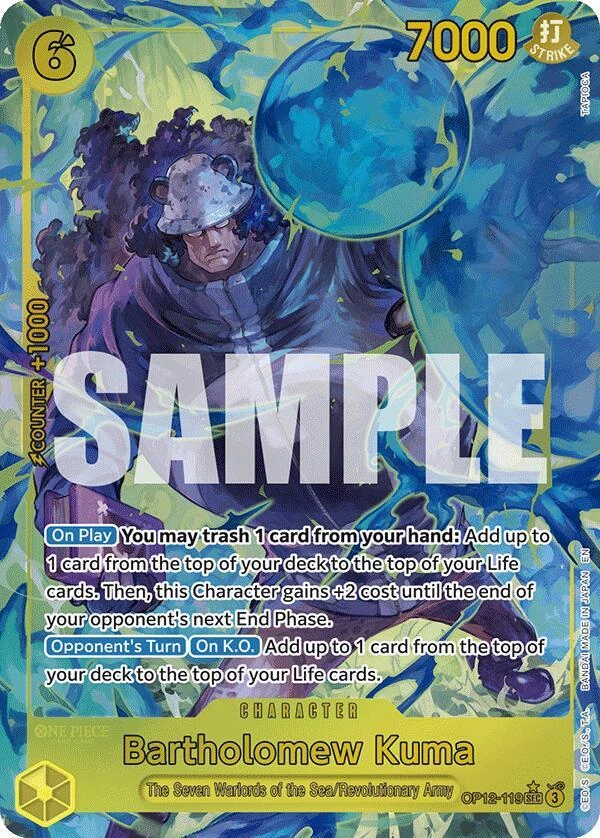 6
7000
打
STRIKE
TAPIOCA
COUNTER +1000
SAMPLE
On Play You may trash 1 card from your hand: Add up to
1 card from the top of your deck to the top of your Life
cards. Then, this Character gains +2 cost until the end of
your opponent's next End Phase.
Opponent's Turn On K.O. Add up to 1 card from the top of
your deck to the top of your Life cards.
CHARACTER
ONE PIECE
CARD GAME
Bartholomew Kuma
The Seven Warlords of the Sea/Revolutionary Army
OP12-119 SEC 3
©E.O/S. ©E.O./S., T.A. BANDAI MADE IN JAPAN EN